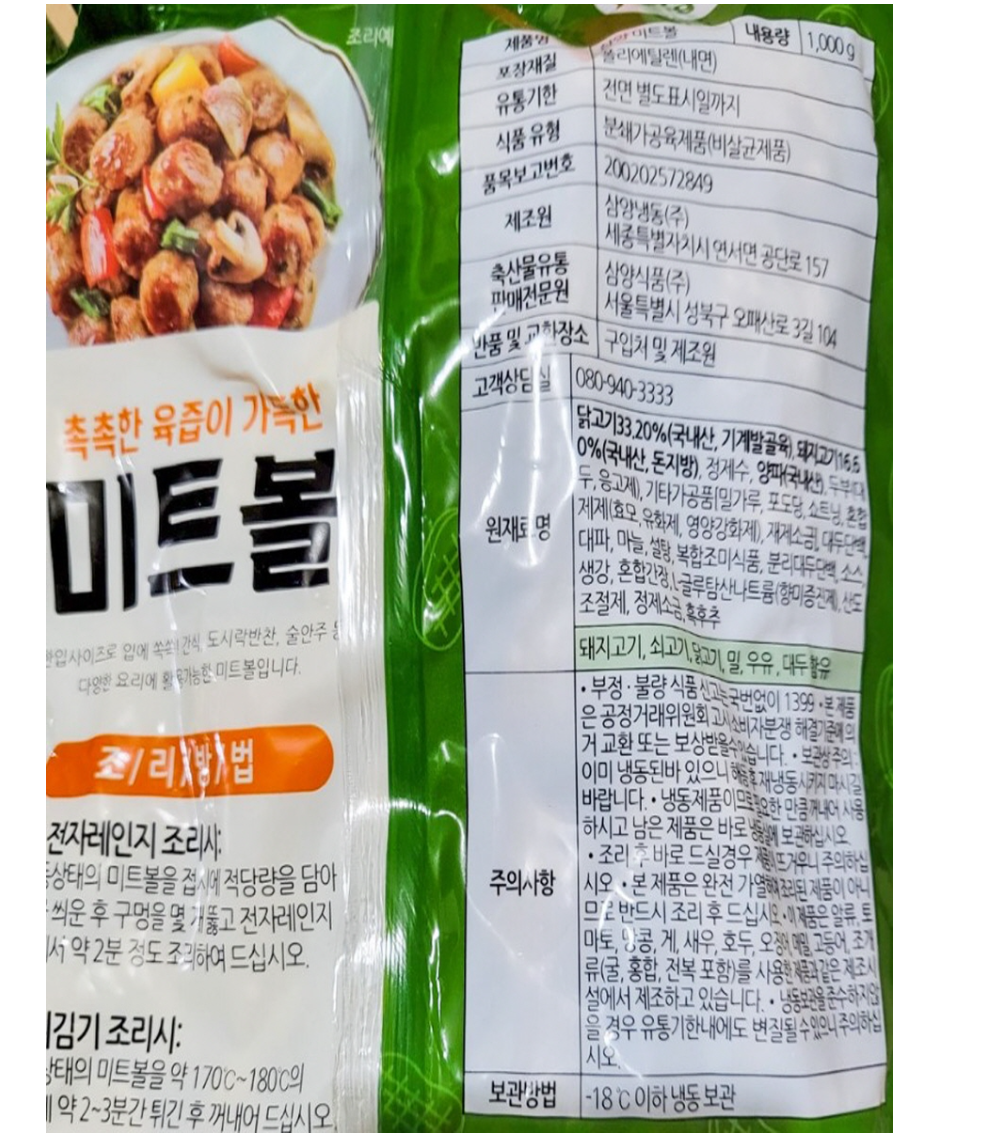 조리예
촉촉한 육즙이 가득한
미트볼
한입사이즈로 입에 쏙쏙! 간식, 도시락반찬, 술안주 등
다양한 요리에 활용가능한 미트볼입니다.
조/리/방/법
전자레인지 조리시:
상태의 미트볼을 접시에 적당량을 담아
씌운 후 구멍을 몇 개 뚫고 전자레인지
서 약 2분 정도 조리하여 드십시오.
김기 조리시:
상태의 미트볼을 약 170℃~180℃의
약 2~3분간 튀긴 후 꺼내어 드십시오.
제품명 미트볼 내용량 1,000g
포장재질 폴리에틸렌(내면)
유통기한 전면 별도표시일까지
식품 유형 분쇄가공육제품(비살균제품)
품목보고번호 200202572849
제조원 삼양냉동(주)
세종특별자치시 연서면 공단로 157
축산물유통 삼양식품(주)
판매전문원 서울특별시 성북구 오패산로 3길 104
반품 및 교환장소 구입처 및 제조원
고객상담실 080-940-3333
원재료명
닭고기33.20%(국내산, 기계발골육), 돼지고기16.6
0%(국내산, 돈지방), 정제수, 양파(국내산), 두부(대
두, 응고제), 기타가공품[밀가루, 포도당, 쇼트닝, 혼합
제제(효모, 유화제, 영양강화제), 재제소금], 대두단백,
대파, 마늘, 설탕, 복합조미식품, 분리대두단백, 소스,
생강, 혼합간장, L-글루탐산나트륨(향미증진제), 산도
조절제, 정제소금, 흑후추
돼지고기, 쇠고기, 닭고기, 밀, 우유, 대두 함유
주의사항
• 부정·불량 식품 신고는 국번없이 1399 • 본 제품
은 공정거래위원회 고시 소비자분쟁 해결기준에 의
거 교환 또는 보상받을 수 있습니다. • 보관상 주의 :
이미 냉동된바 있으니 해동 후 재냉동시키지 마시길
바랍니다. • 냉동제품이므로 필요한 만큼 꺼내어 사용
하시고 남은 제품은 바로 냉동실에 보관하십시오.
• 조리 후 바로 드실경우 제품이 뜨거우니 주의하십
시오. • 본 제품은 완전 가열하여 조리된 제품이 아니
므로 반드시 조리 후 드십시오. • 이 제품은 알류, 토
마토, 땅콩, 게, 새우, 호두, 오징어, 메밀, 고등어, 조개
류(굴, 홍합, 전복 포함)를 사용한 제품과 같은 제조시
설에서 제조하고 있습니다. • 냉동보관을 준수하지않
을 경우 유통기한내에도 변질될 수 있으니 주의하십
시오.
보관방법 -18℃ 이하 냉동 보관